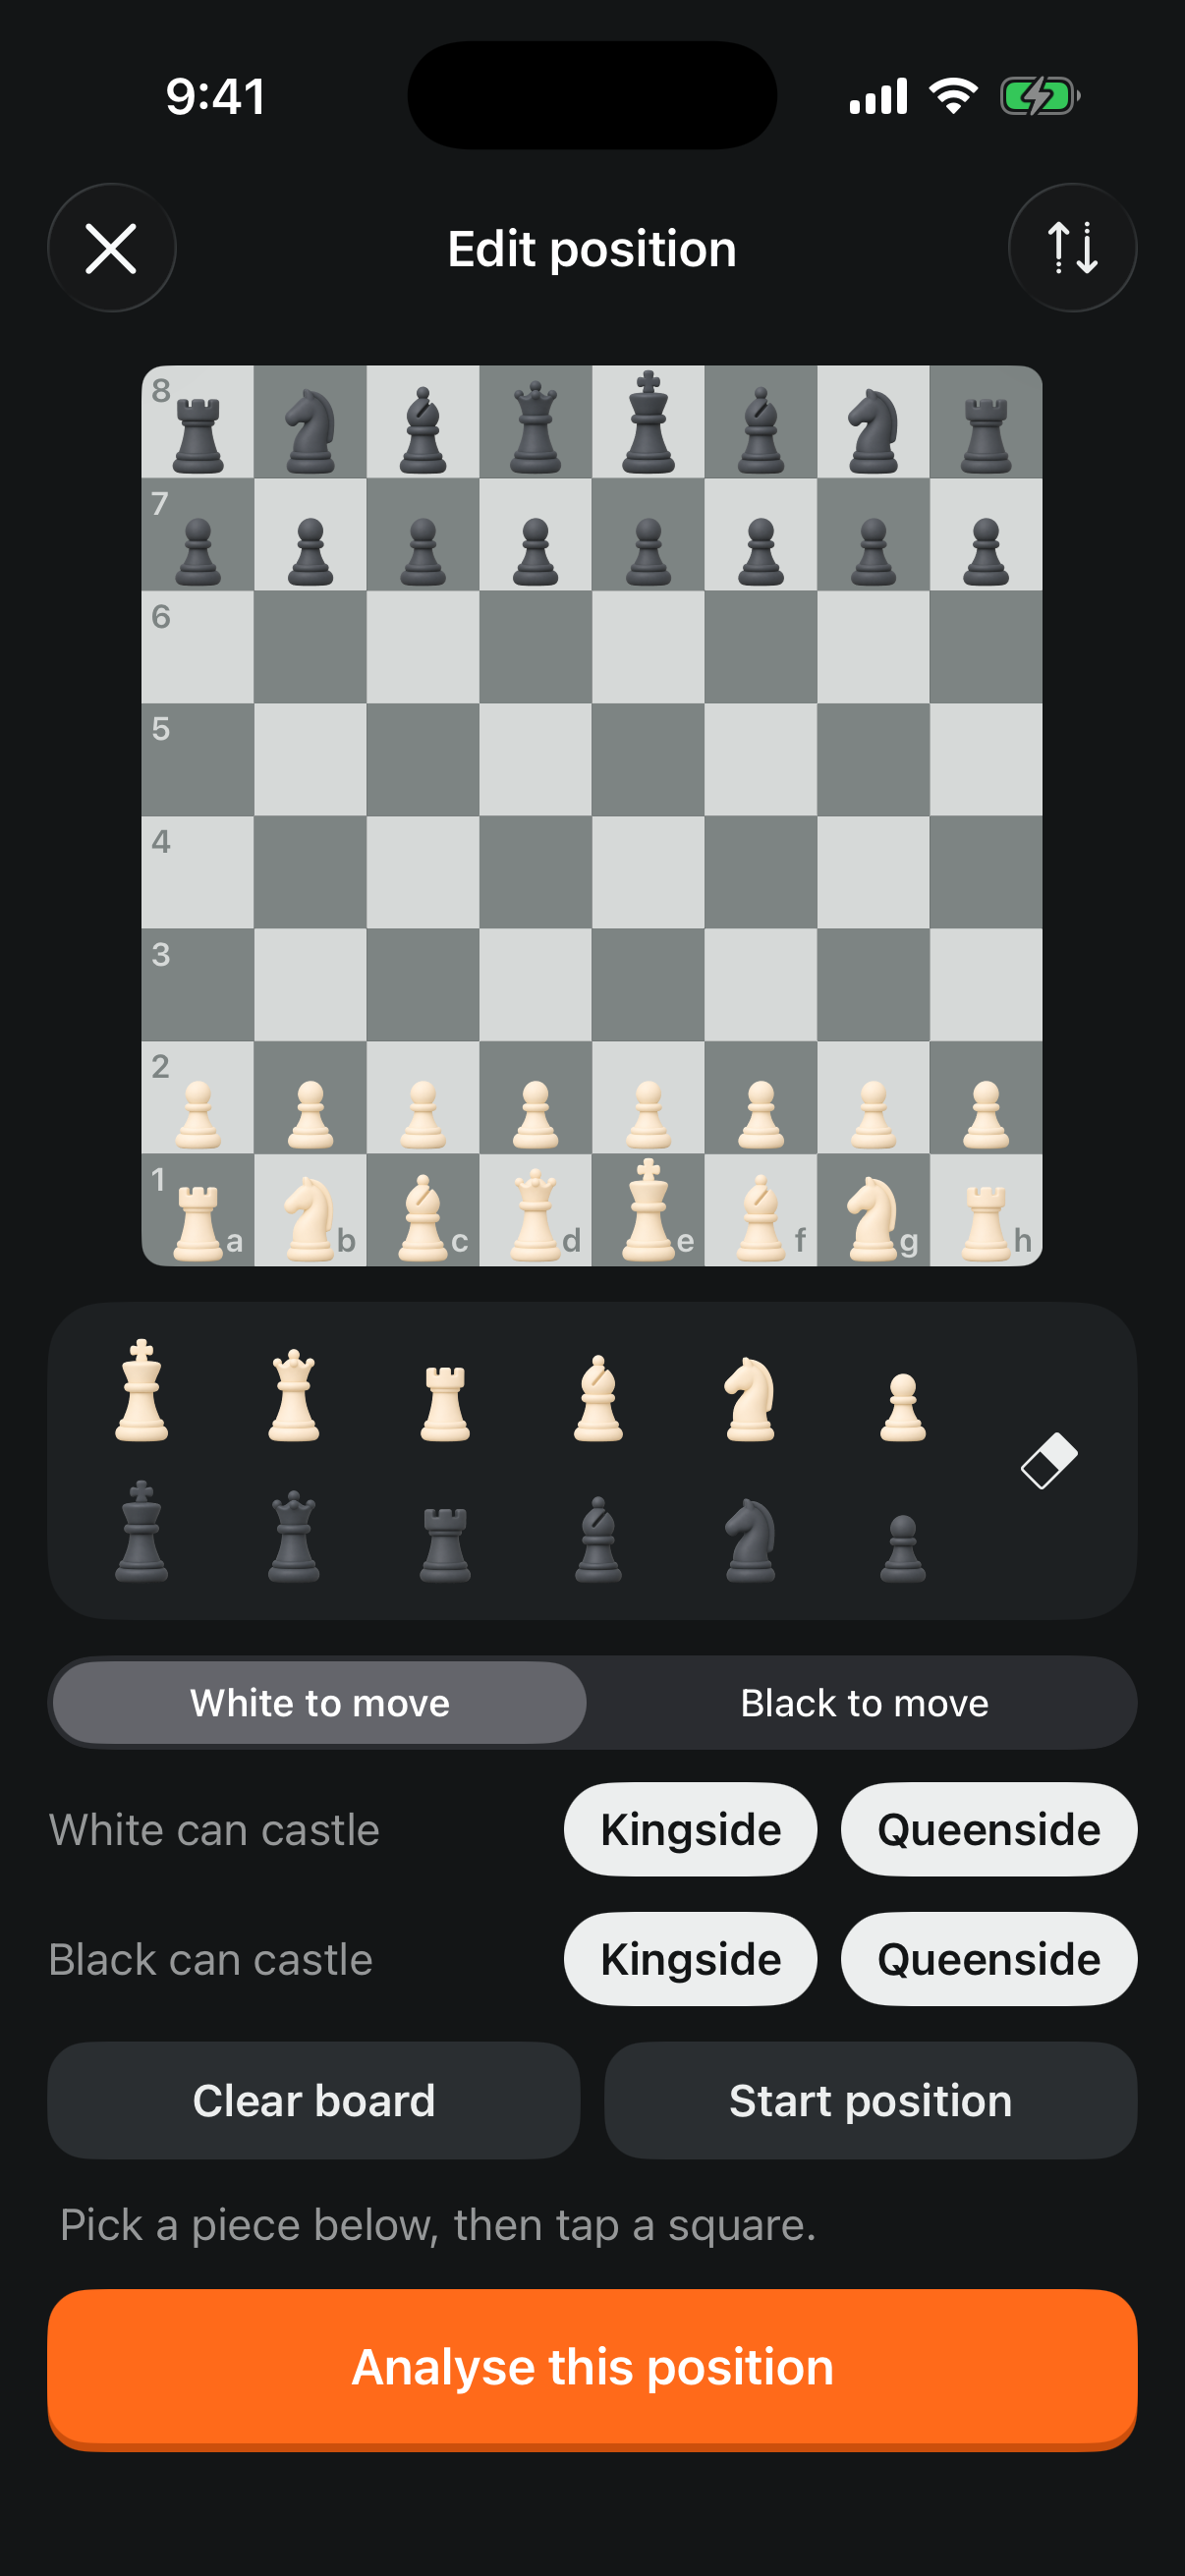 9:41
Edit position
8
7
6
5
4
3
2
1
a b c d e f g h
White to move Black to move
White can castle Kingside Queenside
Black can castle Kingside Queenside
Clear board Start position
Pick a piece below, then tap a square.
Analyse this position